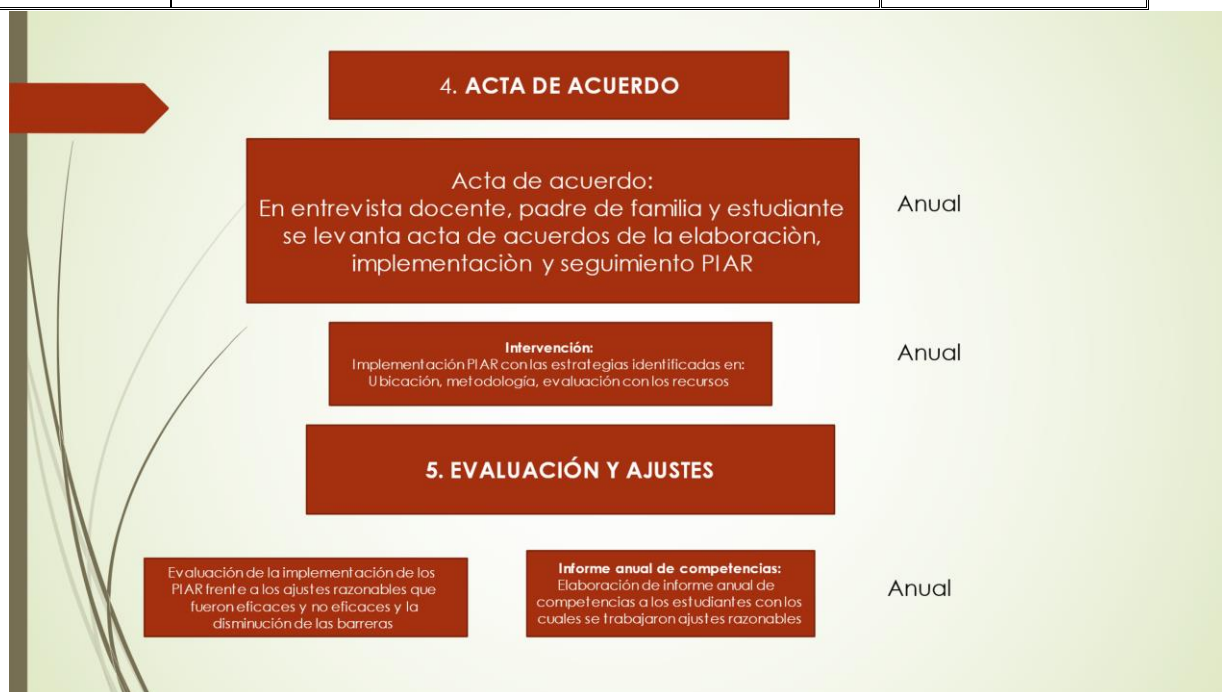 4. ACTA DE ACUERDO
Acta de acuerdo:
En entrevista docente, padre de familia y estudiante
se levanta acta de acuerdos de la elaboraciòn,
implementaciòn y seguimiento PIAR
Anual
Intervención:
Implementación PIAR con las estrategias identificadas en:
Ubicación, metodología, evaluación con los recursos
Anual
5. EVALUACIÓN Y AJUSTES
Evaluación de la implementación de los
PIAR frente a los ajustes razonables que
fueron eficaces y no eficaces y la
disminución de las barreras
Informe anual de competencias:
Elaboración de informe anual de
competencias a los estudiantes con los
cuales se trabajaron ajustes razonables
Anual